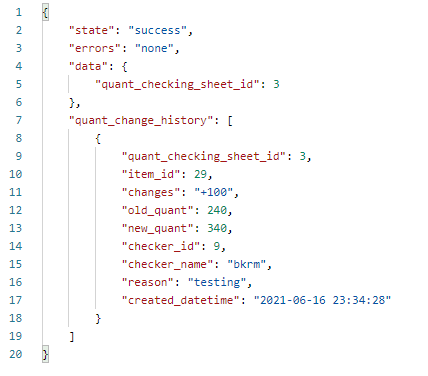 1 {
2 "state": "success",
3 "errors": "none",
4 "data": {
5 "quant_checking_sheet_id": 3
6 },
7 "quant_change_history": [
8 {
9 "quant_checking_sheet_id": 3,
10 "item_id": 29,
11 "changes": "+100",
12 "old_quant": 240,
13 "new_quant": 340,
14 "checker_id": 9,
15 "checker_name": "bkrm",
16 "reason": "testing",
17 "created_datetime": "2021-06-16 23:34:28"
18 }
19 ]
20 }